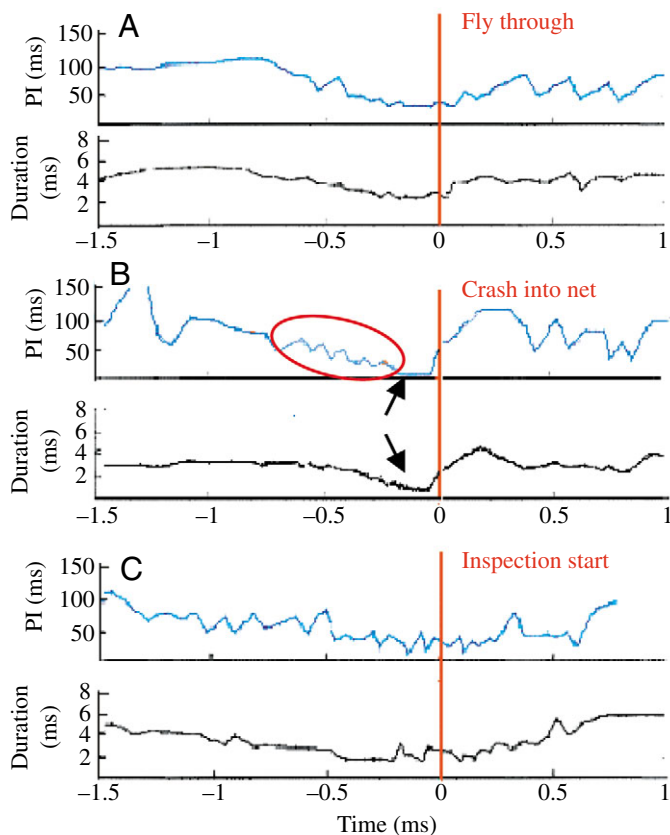 A
Fly through
PI (ms)
150
100
50
Duration
(ms)
8
6
4
2
–1.5 –1 –0.5 0 0.5 1
B
Crash into net
PI (ms)
150
100
50
Duration
(ms)
8
6
4
2
–1.5 –1 –0.5 0 0.5 1
C
Inspection start
PI (ms)
150
100
50
Duration
(ms)
8
6
4
2
–1.5 –1 –0.5 0 0.5 1
Time (ms)